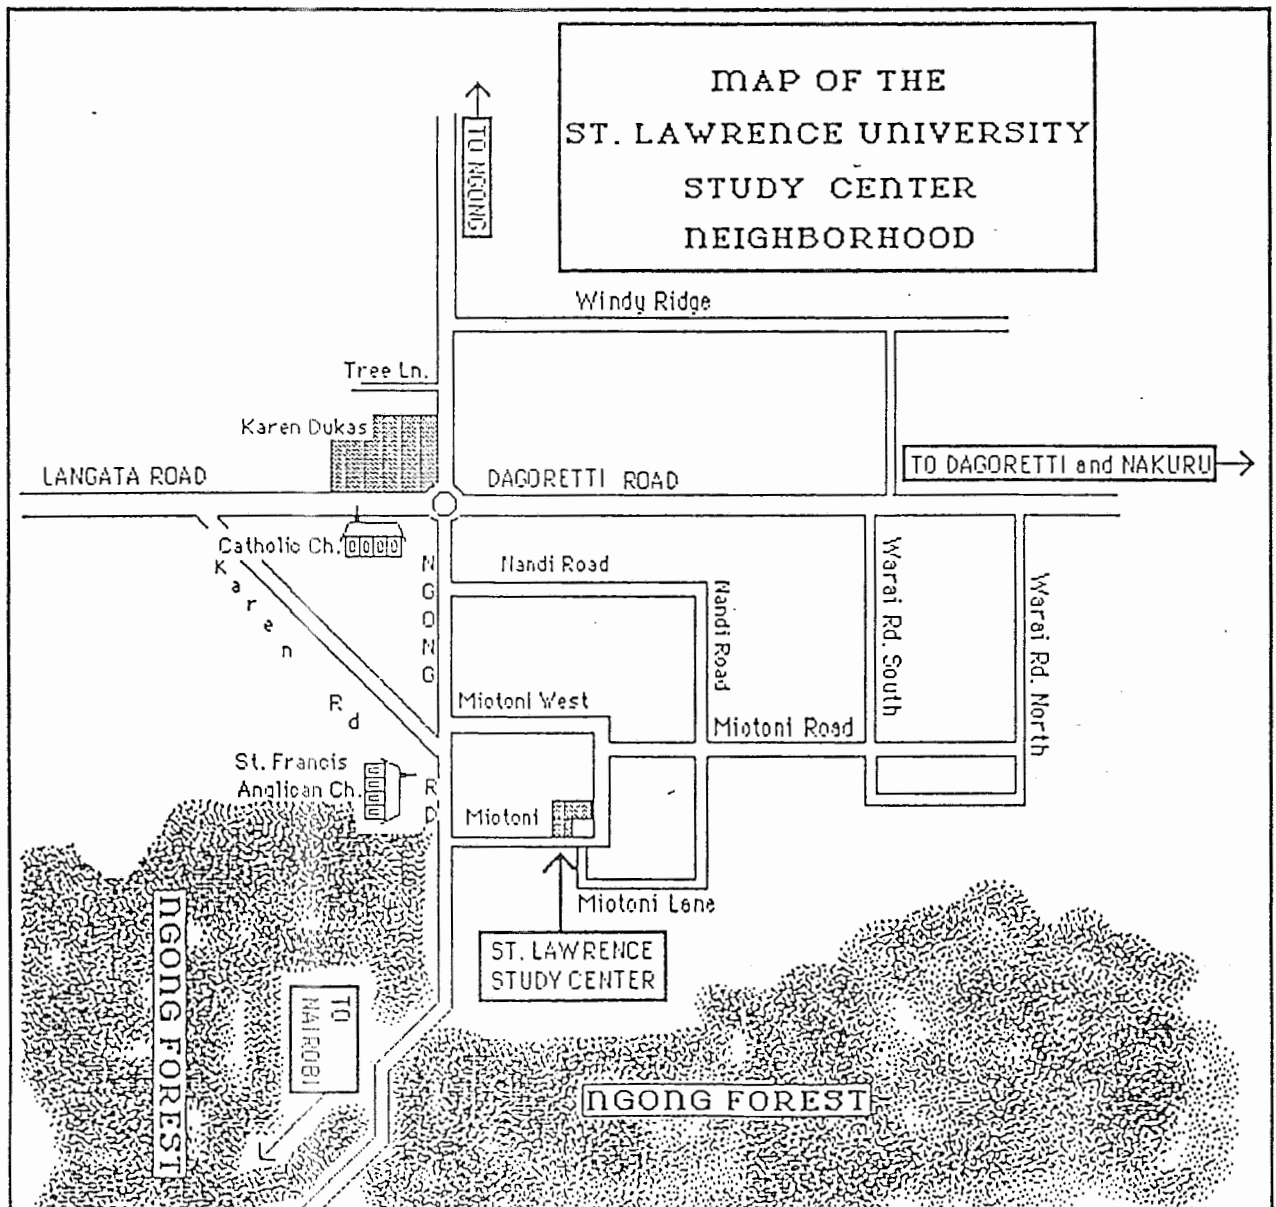 MAP OF THE
ST. LAWRENCE UNIVERSITY
STUDY CENTER
NEIGHBORHOOD
TO NGONG
Windy Ridge
Tree Ln.
Karen Dukas
TO DAGORETTI and NAKURU
LANGATA ROAD
DAGORETTI ROAD
Catholic Ch.
Karen Rd
NGONG RD
Nandi Road
Nandi Road
Warai Rd. South
Warai Rd. North
Miotoni West
Miotoni Road
St. Francis
Anglican Ch.
Miotoni
Miotoni Lane
ST. LAWRENCE
STUDY CENTER
NGONG FOREST
TO
NAIROBI
NGONG FOREST